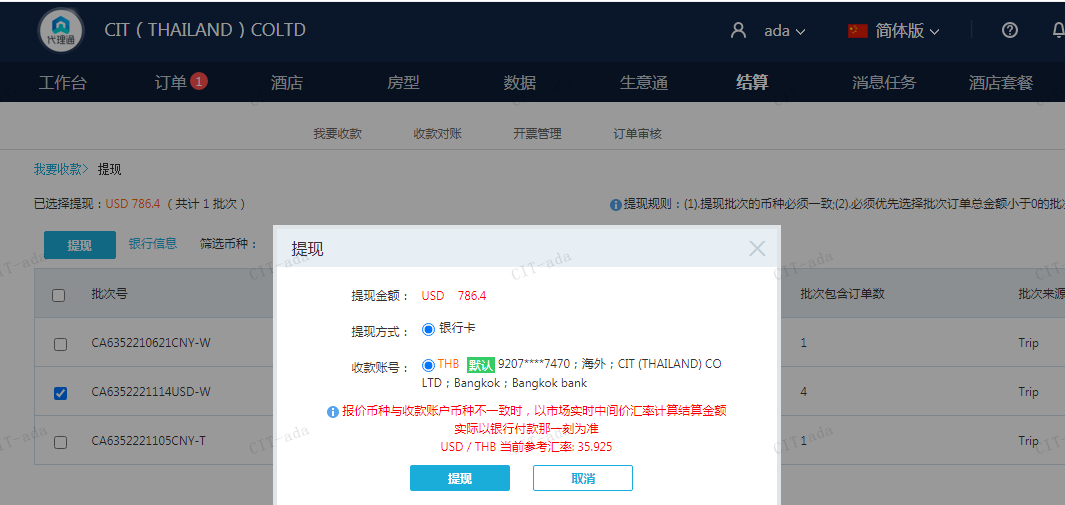 代理通
CIT ( THAILAND ) COLTD
ada
简体版
工作台
订单 1
酒店
房型
数据
生意通
结算
消息任务
酒店套餐
我要收款
收款对账
开票管理
订单审核
我要收款> 提现
已选择提现：USD 786.4 （ 共计 1 批次 ）
提现规则：(1).提现批次的币种必须一致;(2).必须优先选择批次订单总金额小于0的批次
提现
银行信息
筛选币种：
批次号
批次包含订单数
批次来源
CA6352210621CNY-W
1
Trip
CA6352221114USD-W
4
Trip
CA6352221105CNY-T
1
Trip
提现
提现金额： USD 786.4
提现方式： 银行卡
收款账号： THB 默认 9207****7470；海外；CIT (THAILAND) CO
LTD；Bangkok；Bangkok bank
报价币种与收款账户币种不一致时，以市场实时中间价汇率计算结算金额
实际以银行付款那一刻为准
USD / THB 当前参考汇率: 35.925
提现
取消
CIT-ada